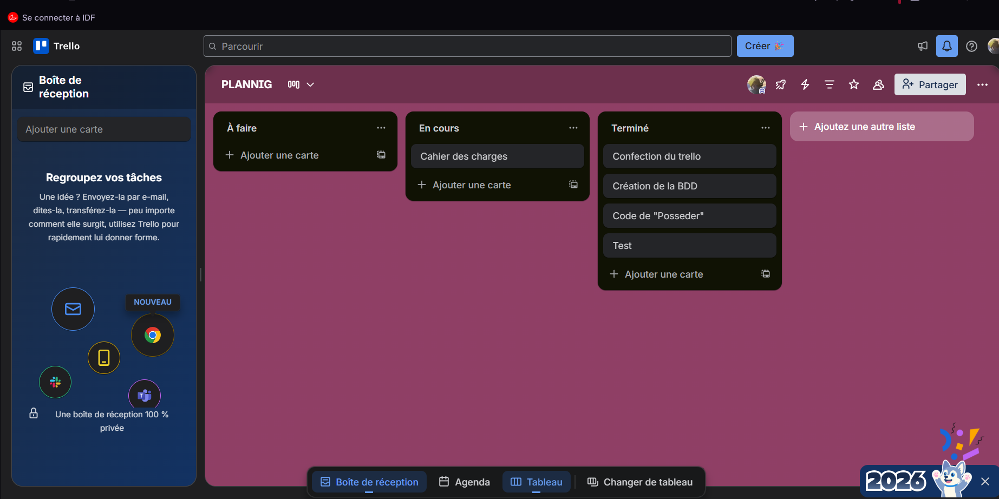 Se connecter à IDF
Trello
Parcourir
Créer
Boîte de
réception
Ajouter une carte
Regroupez vos tâches
Une idée ? Envoyez-la par e-mail,
dites-la, transférez-la — peu importe
comment elle surgit, utilisez Trello pour
rapidement lui donner forme.
NOUVEAU
Une boîte de réception 100 %
privée
PLANNIG
Partager
À faire
Ajouter une carte
En cours
Cahier des charges
Ajouter une carte
Terminé
Confection du trello
Création de la BDD
Code de "Posseder"
Test
Ajouter une carte
Ajoutez une autre liste
Boîte de réception
Agenda
Tableau
Changer de tableau
2026